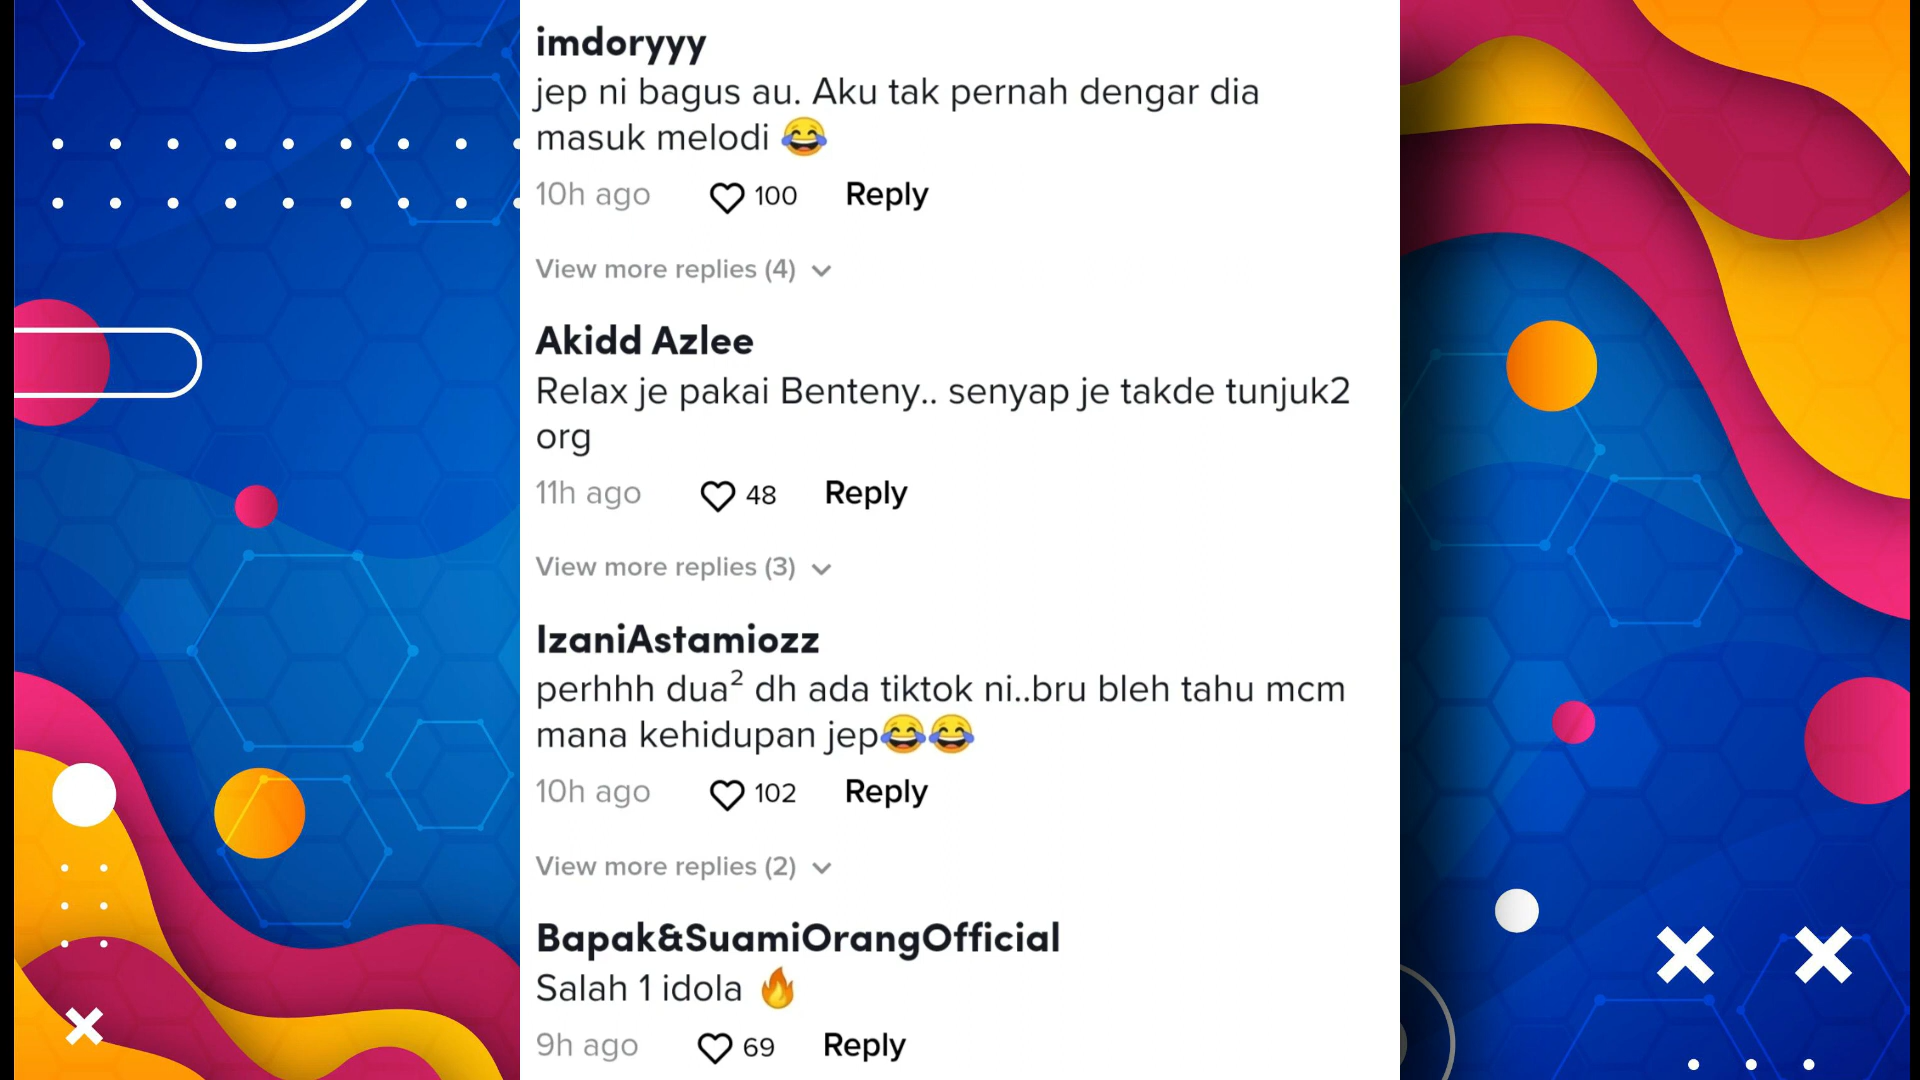 imdoryyy
jep ni bagus au. Aku tak pernah dengar dia
masuk melodi 😂
10h ago 100 Reply
View more replies (4)
Akidd Azlee
Relax je pakai Benteny.. senyap je takde tunjuk2
org
11h ago 48 Reply
View more replies (3)
IzaniAstamiozz
perhhh dua² dh ada tiktok ni..bru bleh tahu mcm
mana kehidupan jep😂😂
10h ago 102 Reply
View more replies (2)
Bapak&SuamiOrangOfficial
Salah 1 idola 🔥
9h ago 69 Reply